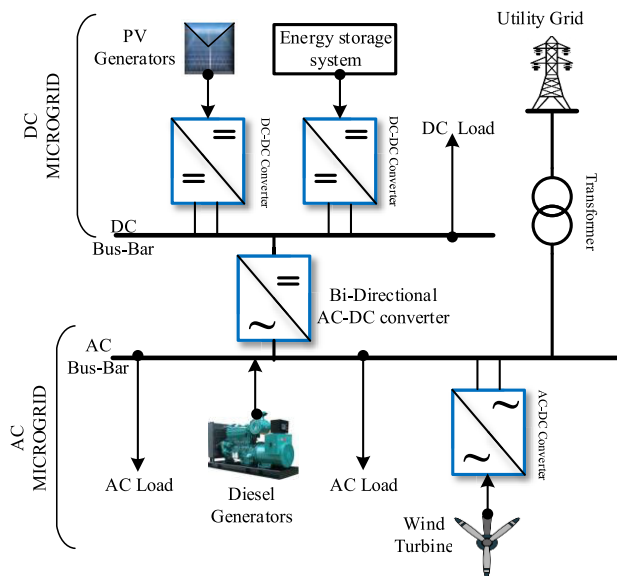 PV
Generators
Energy storage
system
Utility Grid
DC
MICROGRID
DC-DC Converter
DC-DC Converter
DC Load
Transformer
DC
Bus-Bar
Bi-Directional
AC-DC converter
AC
Bus-Bar
AC
MICROGRID
AC Load
Diesel
Generators
AC Load
AC-DC Converter
Wind
Turbine